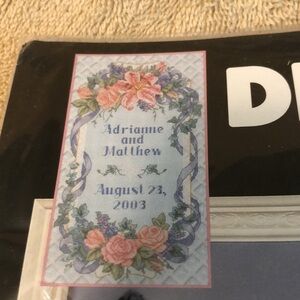 Adrianne
and
Matthew
August 23,
2003